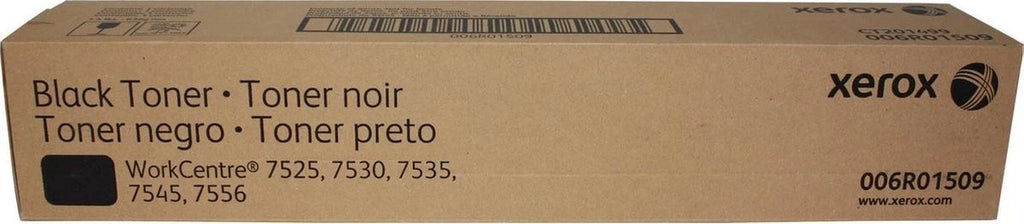 006R01509
CT201499
006R01509
xerox
Black Toner • Toner noir
Toner negro • Toner preto
WorkCentre® 7525, 7530, 7535,
7545, 7556
006R01509
www.xerox.com